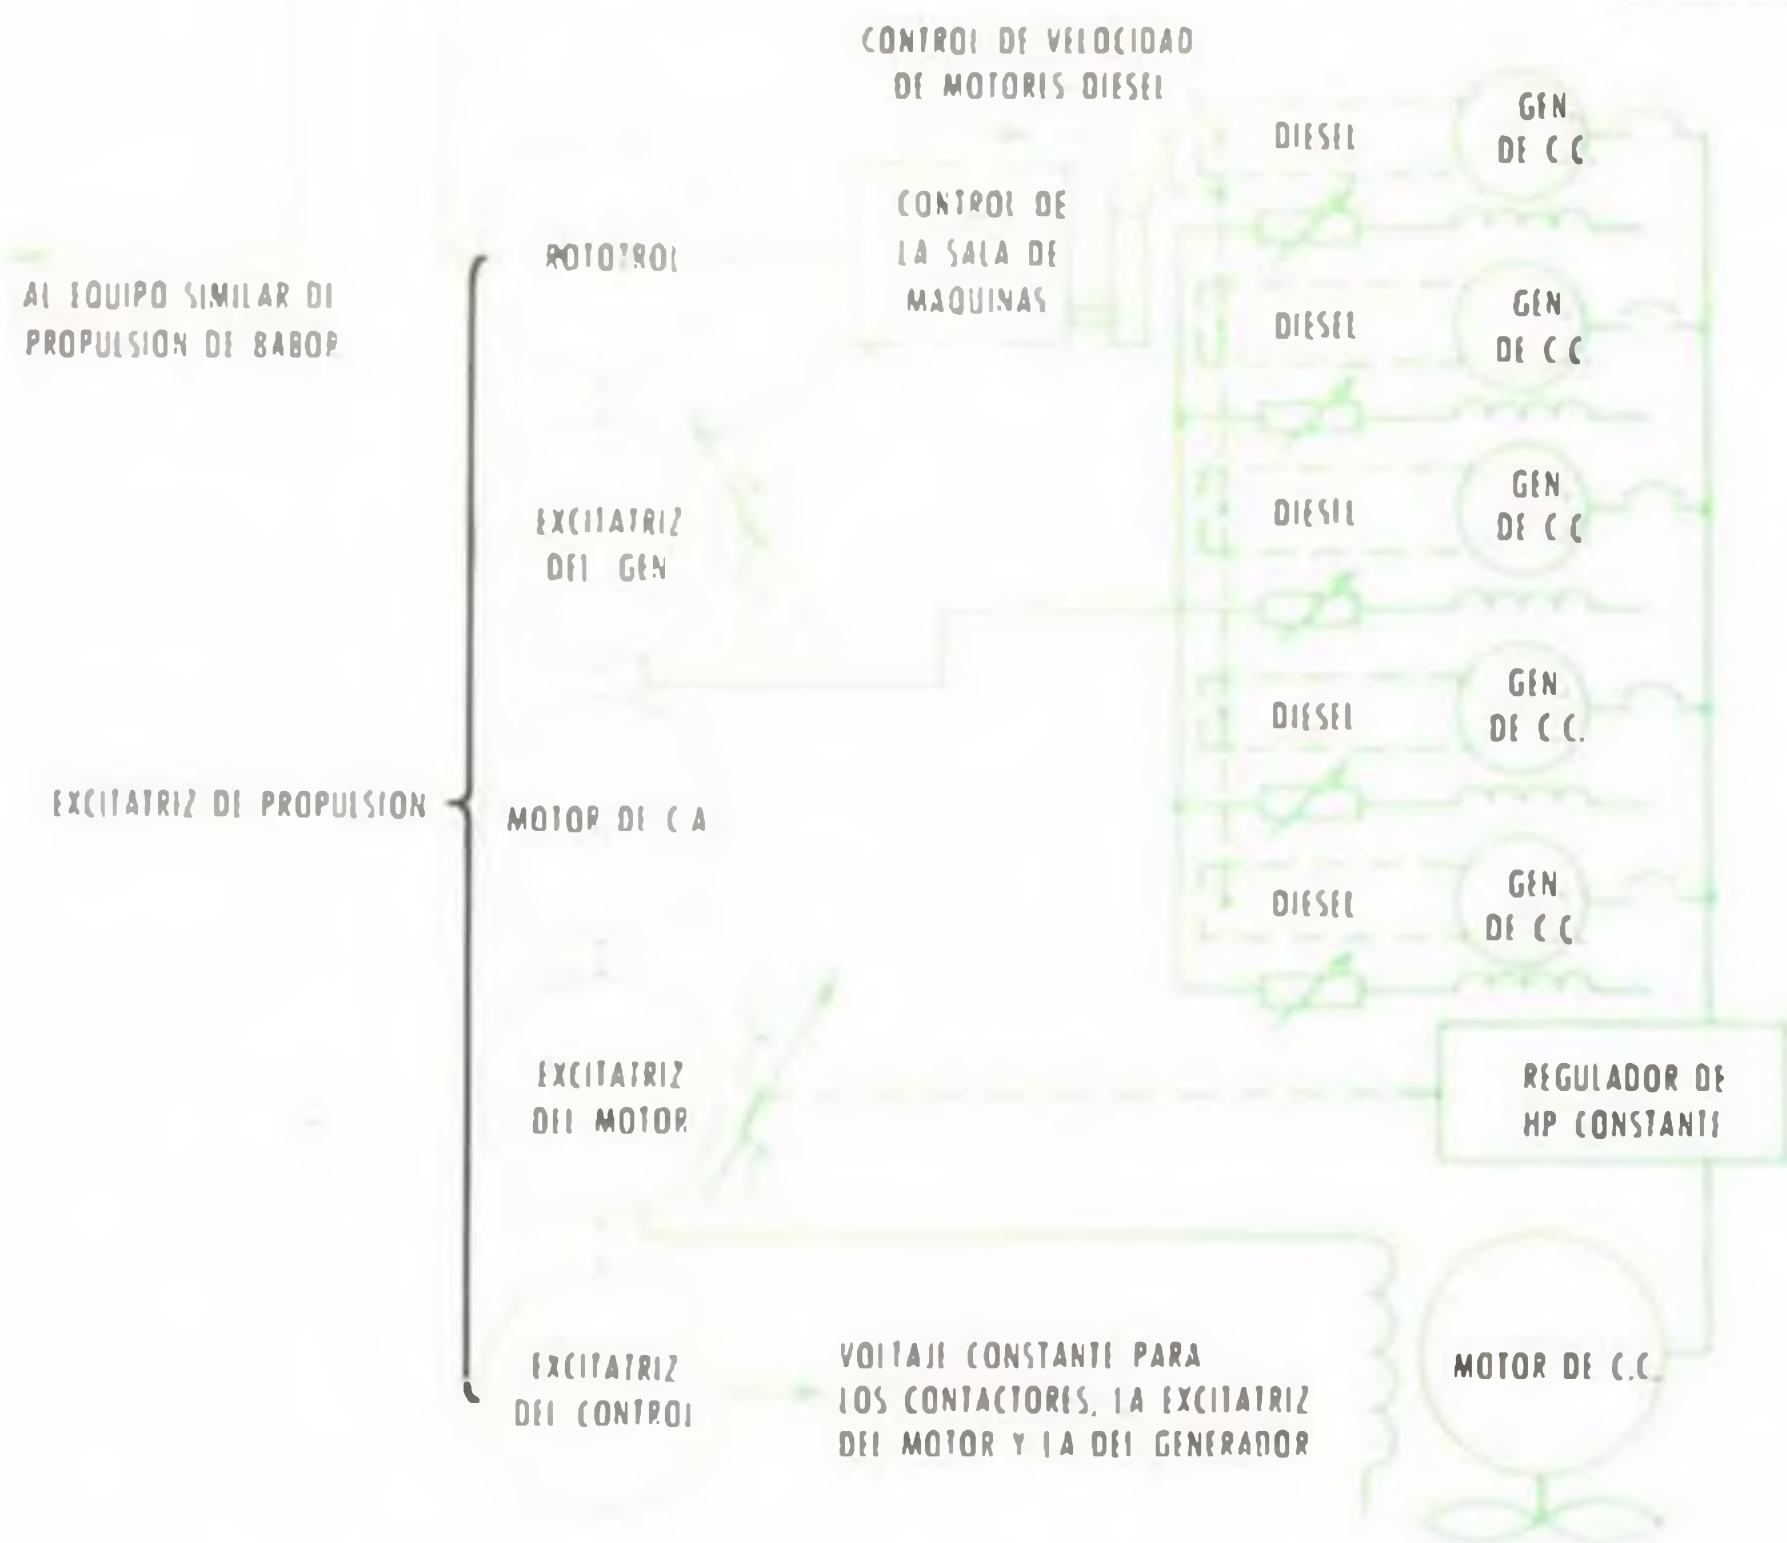 CONTROL DE VELOCIDAD
DE MOTORES DIESEL
DIESEL
GEN.
DE C C.
CONTROL DE
LA SALA DE
MAQUINAS
ROTOTROL
AL EQUIPO SIMILAR DE
PROPULSION DE BABOR
DIESEL
GEN.
DE C C.
EXCITATRIZ
DEL GEN
DIESEL
GEN.
DE C C
DIESEL
GEN.
DE C C.
EXCITATRIZ DE PROPULSION
MOTOR DE C A
DIESEL
GEN.
DE C C.
EXCITATRIZ
DEL MOTOR
REGULADOR DE
HP CONSTANTE
EXCITATRIZ
DEL CONTROL
VOLTAJE CONSTANTE PARA
LOS CONTACTORES, LA EXCITATRIZ
DEL MOTOR Y LA DEL GENERADOR
MOTOR DE C.C.